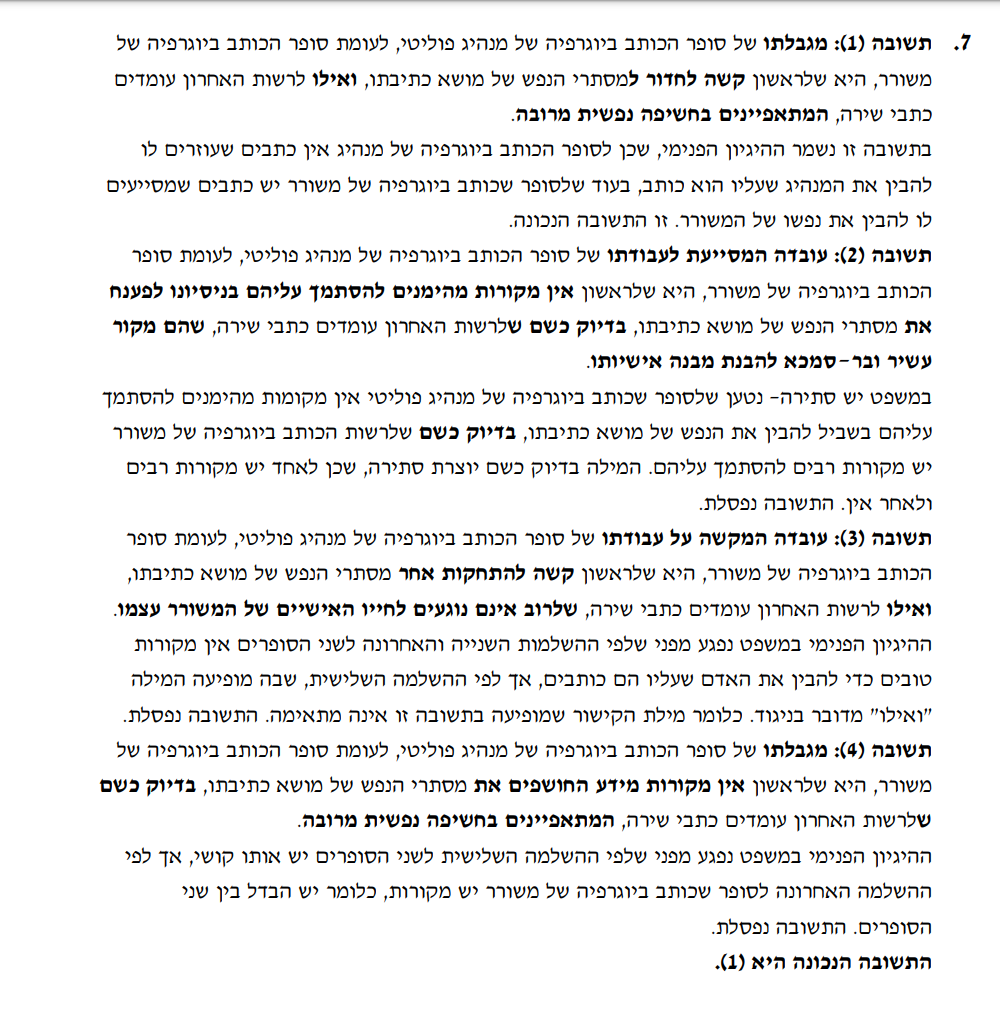 7. תשובה (1): מגבלתו של סופר הכותב ביוגרפיה של מנהיג פוליטי, לעומת סופר הכותב ביוגרפיה של
משורר, היא שלראשון קשה לחדור למסתרי הנפש של מושא כתיבתו, ואילו לרשות האחרון עומדים
כתבי שירה, המתאפיינים בחשיפה נפשית מרובה.
בתשובה זו נשמר ההיגיון הפנימי, שכן לסופר הכותב ביוגרפיה של מנהיג אין כתבים שעוזרים לו
להבין את המנהיג שעליו הוא כותב, בעוד שלסופר שכותב ביוגרפיה של משורר יש כתבים שמסייעים
לו להבין את נפשו של המשורר. זו התשובה הנכונה.
תשובה (2): עובדה המסייעת לעבודתו של סופר הכותב ביוגרפיה של מנהיג פוליטי, לעומת סופר
הכותב ביוגרפיה של משורר, היא שלראשון אין מקורות מהימנים להסתמך עליהם בניסיונו לפענח
את מסתרי הנפש של מושא כתיבתו, בדיוק כשם שלרשות האחרון עומדים כתבי שירה, שהם מקור
עשיר ובר-סמכא להבנת מבנה אישיותו.
במשפט יש סתירה- נטען שלסופר שכותב ביוגרפיה של מנהיג פוליטי אין מקומות מהימנים להסתמך
עליהם בשביל להבין את הנפש של מושא כתיבתו, בדיוק כשם שלרשות הכותב ביוגרפיה של משורר
יש מקורות רבים להסתמך עליהם. המילה בדיוק כשם יוצרת סתירה, שכן לאחד יש מקורות רבים
ולאחר אין. התשובה נפסלת.
תשובה (3): עובדה המקשה על עבודתו של סופר הכותב ביוגרפיה של מנהיג פוליטי, לעומת סופר
הכותב ביוגרפיה של משורר, היא שלראשון קשה להתחקות אחר מסתרי הנפש של מושא כתיבתו,
ואילו לרשות האחרון עומדים כתבי שירה, שלרוב אינם נוגעים לחייו האישיים של המשורר עצמו.
ההיגיון הפנימי במשפט נפגע מפני שלפי ההשלמות השנייה והאחרונה לשני הסופרים אין מקורות
טובים כדי להבין את האדם שעליו הם כותבים, אך לפי ההשלמה השלישית, שבה מופיעה המילה
"ואילו" מדובר בניגוד. כלומר מילת הקישור שמופיעה בתשובה זו אינה מתאימה. התשובה נפסלת.
תשובה (4): מגבלתו של סופר הכותב ביוגרפיה של מנהיג פוליטי, לעומת סופר הכותב ביוגרפיה של
משורר, היא שלראשון אין מקורות מידע החושפים את מסתרי הנפש של מושא כתיבתו, בדיוק כשם
שלרשות האחרון עומדים כתבי שירה, המתאפיינים בחשיפה נפשית מרובה.
ההיגיון הפנימי במשפט נפגע מפני שלפי ההשלמה השלישית לשני הסופרים יש אותו קושי, אך לפי
ההשלמה האחרונה לסופר שכותב ביוגרפיה של משורר יש מקורות, כלומר יש הבדל בין שני
הסופרים. התשובה נפסלת.
התשובה הנכונה היא (1).